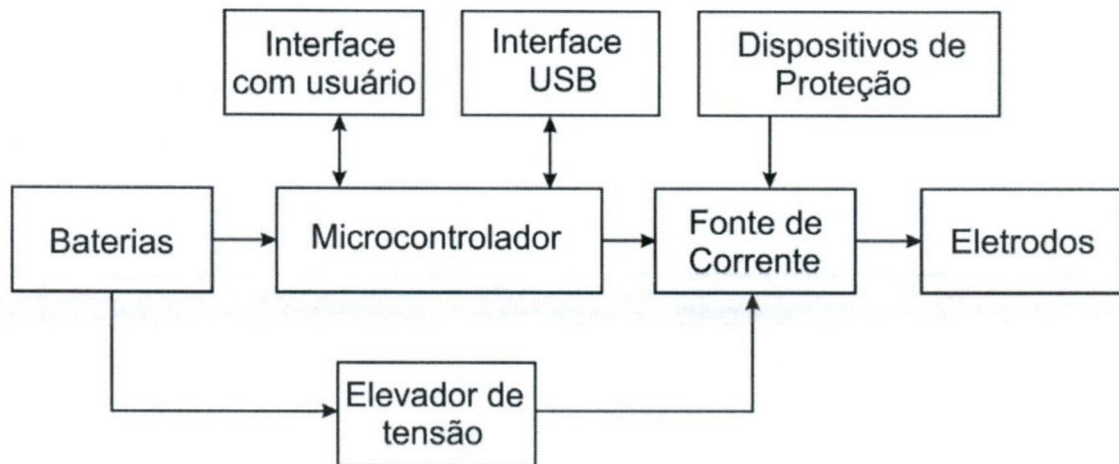 Interface
com usuário
Interface
USB
Dispositivos de
Proteção
Baterias
Microcontrolador
Fonte de
Corrente
Eletrodos
Elevador de
tensão